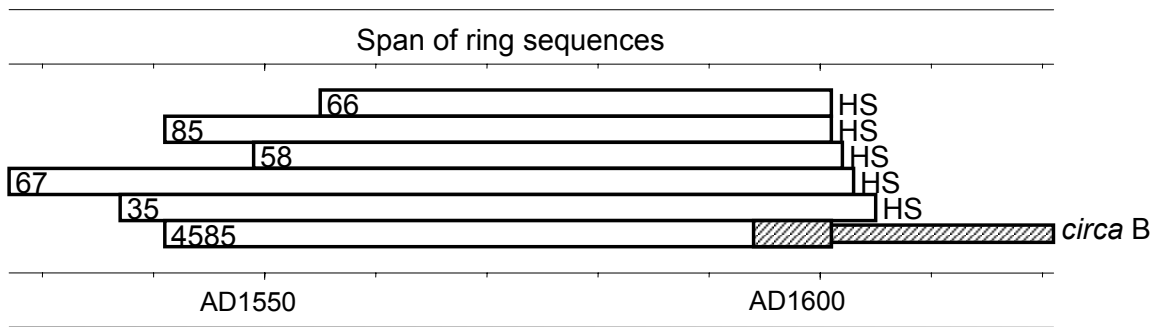 Span of ring sequences
66 HS
85 HS
58 HS
67 HS
35 HS
4585 circa B
AD1550 AD1600